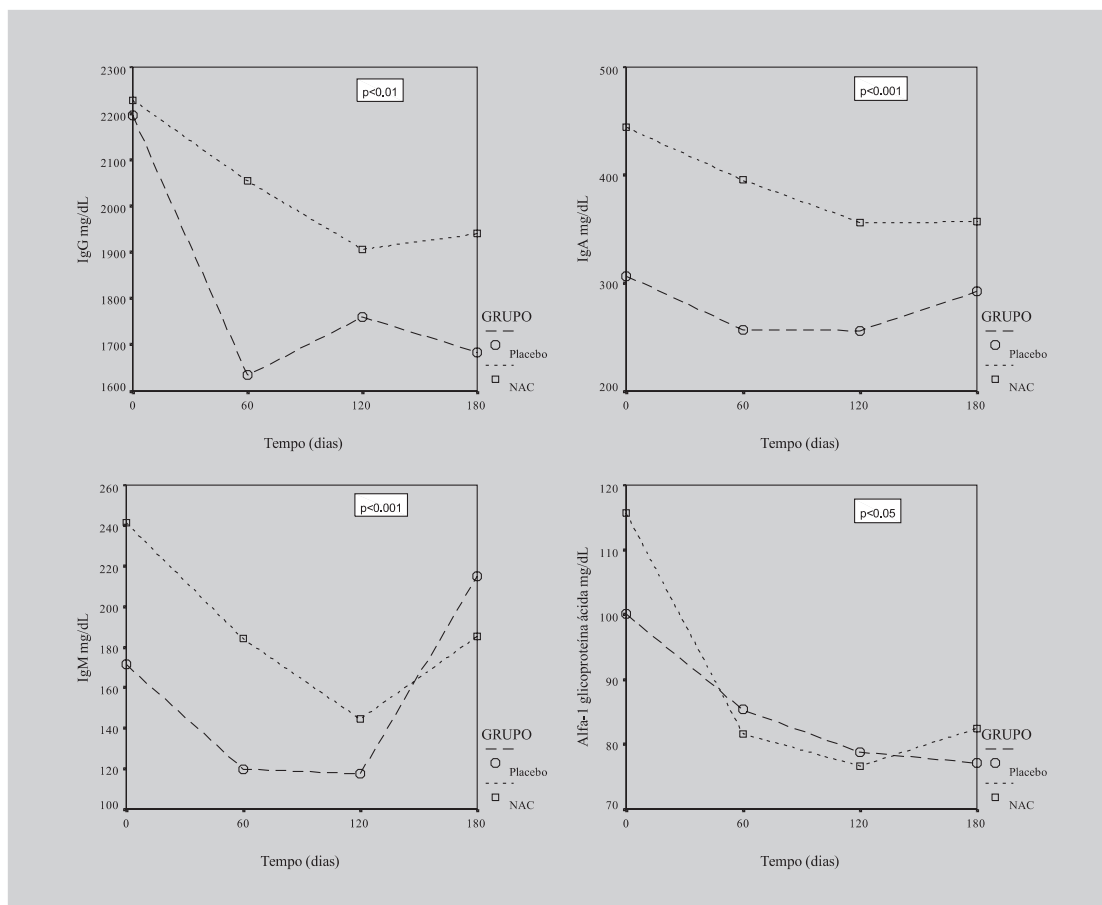 2300
2200
2100
2000
1900
1800
1700
1600
IgG mg/dL
p<0.01
0 60 120 180
Tempo (dias)
GRUPO
Placebo
NAC
500
400
300
200
IgA mg/dL
p<0.001
0 60 120 180
Tempo (dias)
GRUPO
Placebo
NAC
260
240
220
200
180
160
140
120
100
IgM mg/dL
p<0.001
0 60 120 180
Tempo (dias)
GRUPO
Placebo
NAC
120
110
100
90
80
70
Alfa-1 glicoproteína ácida mg/dL
p<0.05
0 60 120 180
Tempo (dias)
GRUPO
Placebo
NAC